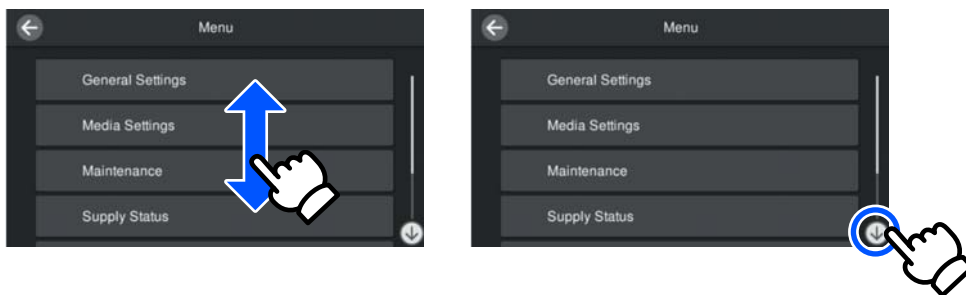 Menu
General Settings
Media Settings
Maintenance
Supply Status
Menu
General Settings
Media Settings
Maintenance
Supply Status